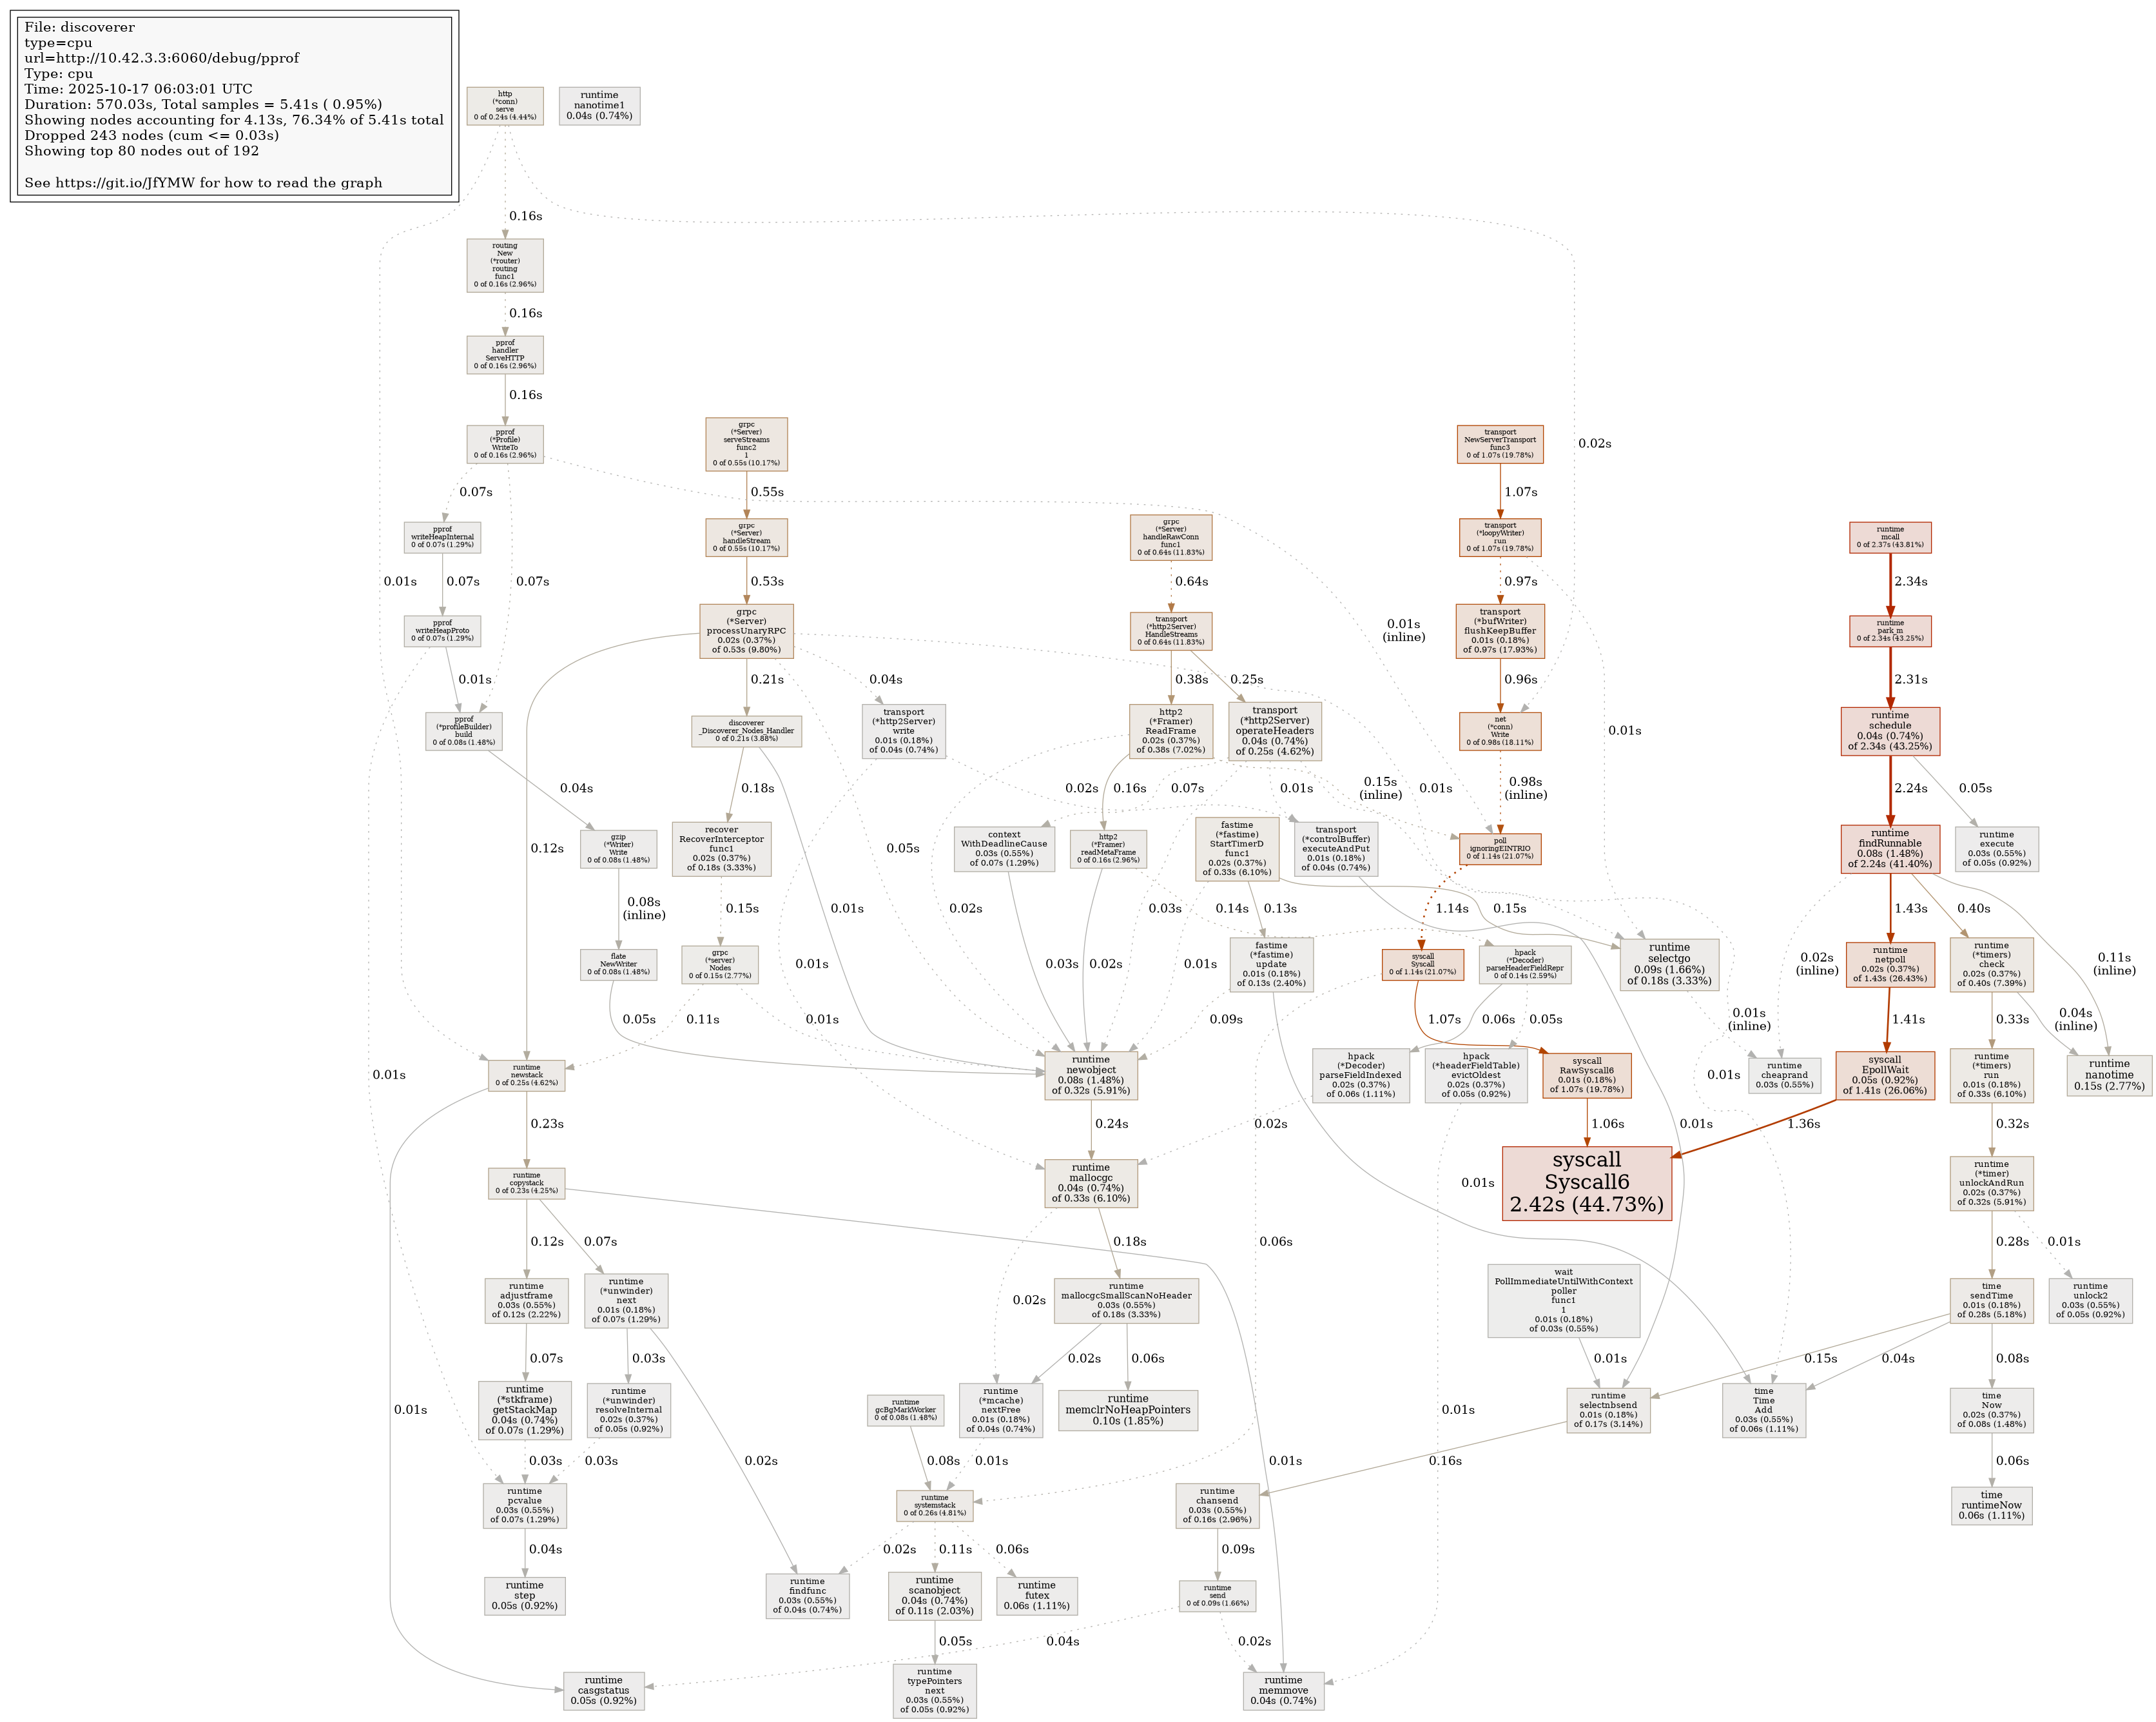 File: discoverer
type=cpu
url=http://10.42.3.3:6060/debug/pprof
Type: cpu
Time: 2025-10-17 06:03:01 UTC
Duration: 570.03s, Total samples = 5.41s ( 0.95%)
Showing nodes accounting for 4.13s, 76.34% of 5.41s total
Dropped 243 nodes (cum <= 0.03s)
Showing top 80 nodes out of 192
See https://git.io/JfYMW for how to read the graph
http
(*conn)
serve
0 of 0.24s (4.44%)
runtime
nanotime1
0.04s (0.74%)
0.16s
routing
New
(*router)
routing
func1
0 of 0.16s (2.96%)
0.16s
pprof
handler
ServeHTTP
0 of 0.16s (2.96%)
0.16s
pprof
(*Profile)
WriteTo
0 of 0.16s (2.96%)
grpc
(*Server)
serveStreams
func2
1
0 of 0.55s (10.17%)
transport
NewServerTransport
func3
0 of 1.07s (19.78%)
0.02s
0.07s
0.55s
1.07s
pprof
writeHeapInternal
0 of 0.07s (1.29%)
grpc
(*Server)
handleStream
0 of 0.55s (10.17%)
grpc
(*Server)
handleRawConn
func1
0 of 0.64s (11.83%)
transport
(*loopyWriter)
run
0 of 1.07s (19.78%)
runtime
mcall
0 of 2.37s (43.81%)
0.01s
0.07s
0.07s
0.53s
0.64s
0.97s
2.34s
pprof
writeHeapProto
0 of 0.07s (1.29%)
grpc
(*Server)
processUnaryRPC
0.02s (0.37%)
of 0.53s (9.80%)
transport
(*http2Server)
HandleStreams
0 of 0.64s (11.83%)
0.01s
(inline)
transport
(*bufWriter)
flushKeepBuffer
0.01s (0.18%)
of 0.97s (17.93%)
runtime
park_m
0 of 2.34s (43.25%)
0.01s
0.21s
0.04s
0.38s
0.25s
0.96s
2.31s
pprof
(*profileBuilder)
build
0 of 0.08s (1.48%)
discoverer
_Discoverer_Nodes_Handler
0 of 0.21s (3.88%)
transport
(*http2Server)
write
0.01s (0.18%)
of 0.04s (0.74%)
http2
(*Framer)
ReadFrame
0.02s (0.37%)
of 0.38s (7.02%)
transport
(*http2Server)
operateHeaders
0.04s (0.74%)
of 0.25s (4.62%)
net
(*conn)
Write
0 of 0.98s (18.11%)
0.01s
runtime
schedule
0.04s (0.74%)
of 2.34s (43.25%)
0.04s
0.18s
0.02s
0.16s
0.07s
0.01s
0.15s
(inline)
0.01s
0.98s
(inline)
2.24s
0.05s
0.12s
gzip
(*Writer)
Write
0 of 0.08s (1.48%)
recover
RecoverInterceptor
func1
0.02s (0.37%)
of 0.18s (3.33%)
0.05s
context
WithDeadlineCause
0.03s (0.55%)
of 0.07s (1.29%)
http2
(*Framer)
readMetaFrame
0 of 0.16s (2.96%)
fastime
(*fastime)
StartTimerD
func1
0.02s (0.37%)
of 0.33s (6.10%)
transport
(*controlBuffer)
executeAndPut
0.01s (0.18%)
of 0.04s (0.74%)
poll
ignoringEINTRIO
0 of 1.14s (21.07%)
runtime
findRunnable
0.08s (1.48%)
of 2.24s (41.40%)
runtime
execute
0.03s (0.55%)
of 0.05s (0.92%)
0.08s
(inline)
0.15s
0.01s
0.02s
0.03s
0.14s
0.13s
1.14s
0.15s
1.43s
0.40s
flate
NewWriter
0 of 0.08s (1.48%)
grpc
(*server)
Nodes
0 of 0.15s (2.77%)
0.01s
0.03s
0.02s
0.01s
fastime
(*fastime)
update
0.01s (0.18%)
of 0.13s (2.40%)
syscall
Syscall
0 of 1.14s (21.07%)
hpack
(*Decoder)
parseHeaderFieldRepr
0 of 0.14s (2.59%)
runtime
selectgo
0.09s (1.66%)
of 0.18s (3.33%)
0.02s
(inline)
runtime
netpoll
0.02s (0.37%)
of 1.43s (26.43%)
runtime
(*timers)
check
0.02s (0.37%)
of 0.40s (7.39%)
0.11s
(inline)
0.05s
0.11s
0.01s
0.09s
1.07s
0.06s
0.05s
0.01s
(inline)
1.41s
0.33s
0.04s
(inline)
0.01s
runtime
newstack
0 of 0.25s (4.62%)
runtime
newobject
0.08s (1.48%)
of 0.32s (5.91%)
hpack
(*Decoder)
parseFieldIndexed
0.02s (0.37%)
of 0.06s (1.11%)
hpack
(*headerFieldTable)
evictOldest
0.02s (0.37%)
of 0.05s (0.92%)
syscall
RawSyscall6
0.01s (0.18%)
of 1.07s (19.78%)
0.01s
runtime
cheaprand
0.03s (0.55%)
syscall
EpollWait
0.05s (0.92%)
of 1.41s (26.06%)
runtime
(*timers)
run
0.01s (0.18%)
of 0.33s (6.10%)
runtime
nanotime
0.15s (2.77%)
0.23s
0.24s
0.02s
1.06s
0.01s
1.36s
0.32s
runtime
copystack
0 of 0.23s (4.25%)
runtime
mallocgc
0.04s (0.74%)
of 0.33s (6.10%)
0.01s
syscall
Syscall6
2.42s (44.73%)
runtime
(*timer)
unlockAndRun
0.02s (0.37%)
of 0.32s (5.91%)
0.12s
0.07s
0.18s
0.06s
0.28s
0.01s
runtime
adjustframe
0.03s (0.55%)
of 0.12s (2.22%)
runtime
(*unwinder)
next
0.01s (0.18%)
of 0.07s (1.29%)
0.02s
runtime
mallocgcSmallScanNoHeader
0.03s (0.55%)
of 0.18s (3.33%)
wait
PollImmediateUntilWithContext
poller
func1
1
0.01s (0.18%)
of 0.03s (0.55%)
time
sendTime
0.01s (0.18%)
of 0.28s (5.18%)
runtime
unlock2
0.03s (0.55%)
of 0.05s (0.92%)
0.07s
0.03s
0.02s
0.06s
0.01s
0.15s
0.04s
0.08s
0.01s
runtime
(*stkframe)
getStackMap
0.04s (0.74%)
of 0.07s (1.29%)
runtime
(*unwinder)
resolveInternal
0.02s (0.37%)
of 0.05s (0.92%)
runtime
gcBgMarkWorker
0 of 0.08s (1.48%)
runtime
(*mcache)
nextFree
0.01s (0.18%)
of 0.04s (0.74%)
runtime
memclrNoHeapPointers
0.10s (1.85%)
0.01s
runtime
selectnbsend
0.01s (0.18%)
of 0.17s (3.14%)
time
Time
Add
0.03s (0.55%)
of 0.06s (1.11%)
time
Now
0.02s (0.37%)
of 0.08s (1.48%)
0.03s
0.03s
0.02s
0.08s
0.01s
0.01s
0.16s
0.06s
runtime
pcvalue
0.03s (0.55%)
of 0.07s (1.29%)
runtime
systemstack
0 of 0.26s (4.81%)
runtime
chansend
0.03s (0.55%)
of 0.16s (2.96%)
time
runtimeNow
0.06s (1.11%)
0.04s
0.02s
0.11s
0.06s
0.09s
runtime
step
0.05s (0.92%)
runtime
findfunc
0.03s (0.55%)
of 0.04s (0.74%)
runtime
scanobject
0.04s (0.74%)
of 0.11s (2.03%)
runtime
futex
0.06s (1.11%)
runtime
send
0 of 0.09s (1.66%)
0.05s
0.04s
0.02s
runtime
casgstatus
0.05s (0.92%)
runtime
typePointers
next
0.03s (0.55%)
of 0.05s (0.92%)
runtime
memmove
0.04s (0.74%)